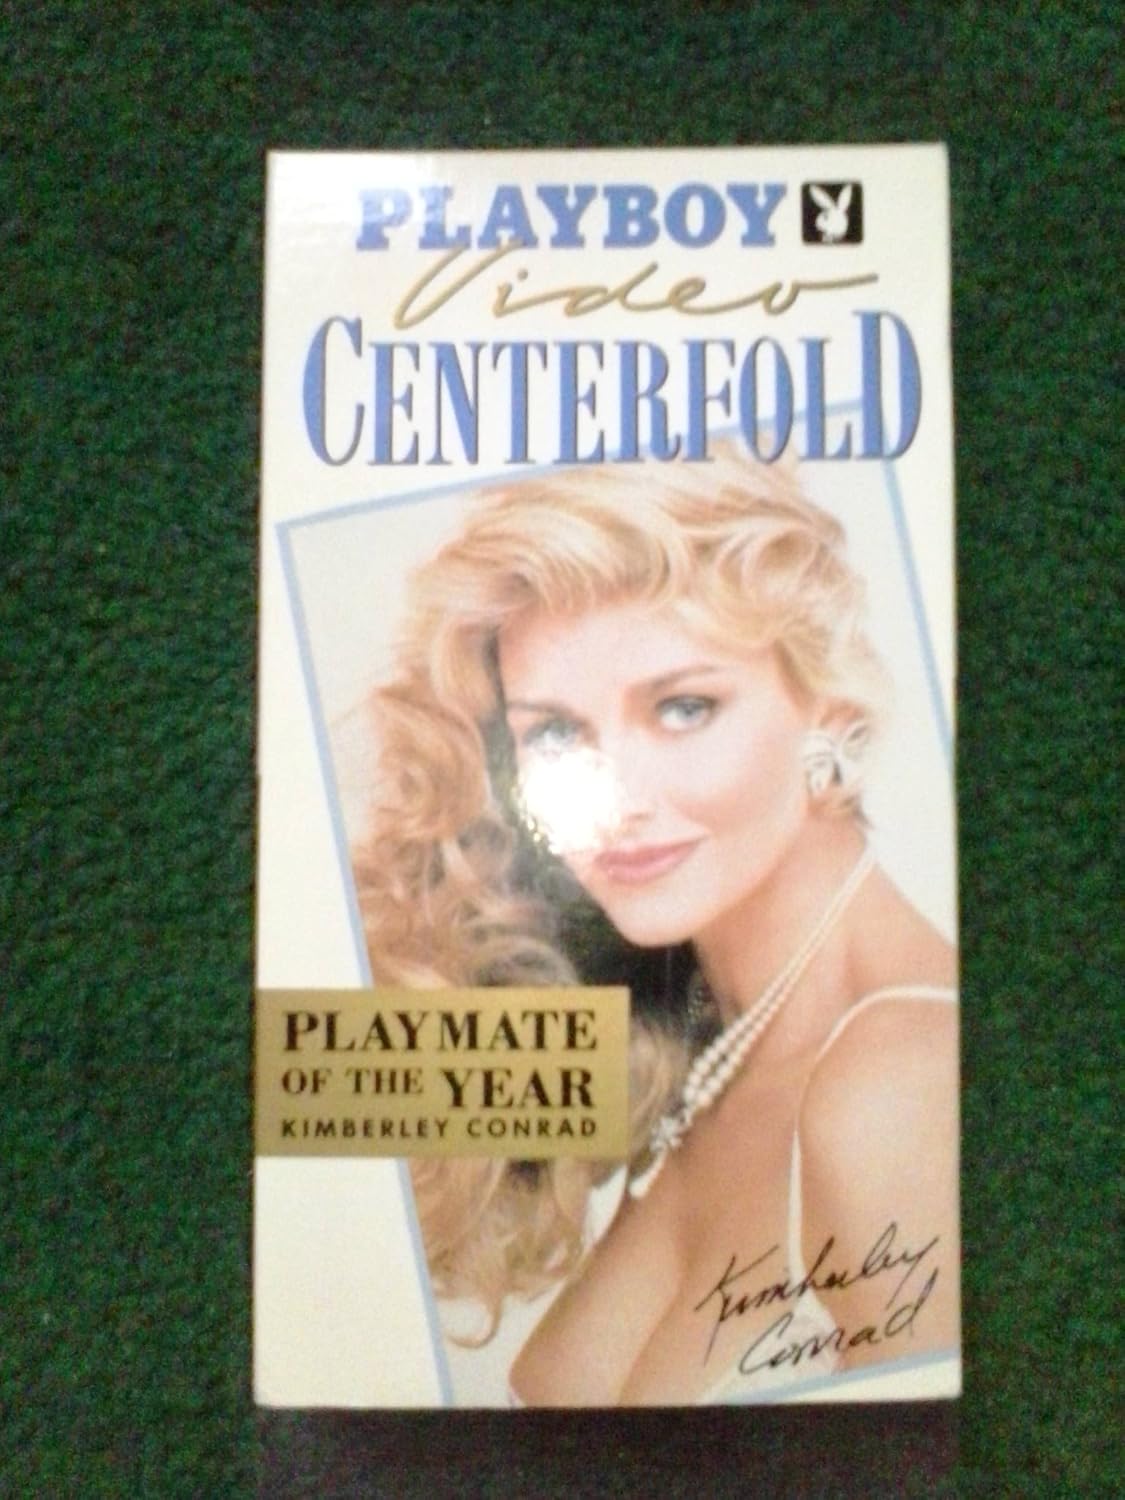 PLAYBOY
Video
CENTERFOLD
PLAYMATE
OF THE YEAR
KIMBERLEY CONRAD
Kimberley
Conrad